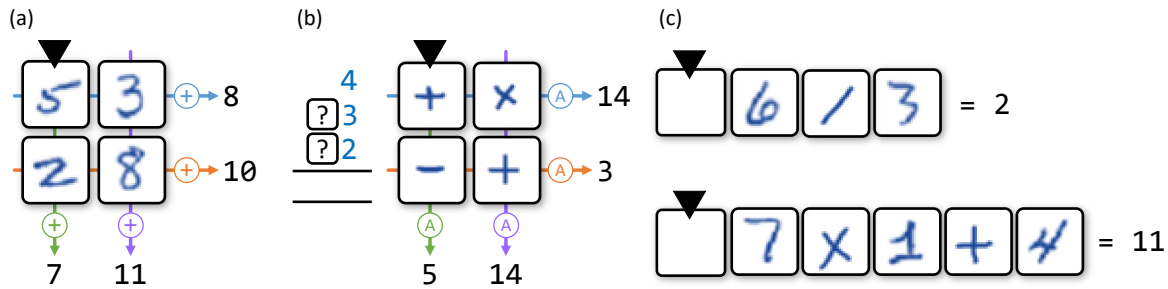 (a)
5 3 + 8
2 8 + 10
+ +
7 11
(b)
4
? 3
? 2
+ × A 14
- + A 3
A A
5 14
(c)
6 / 3 = 2
7 × 1 + 4 = 11